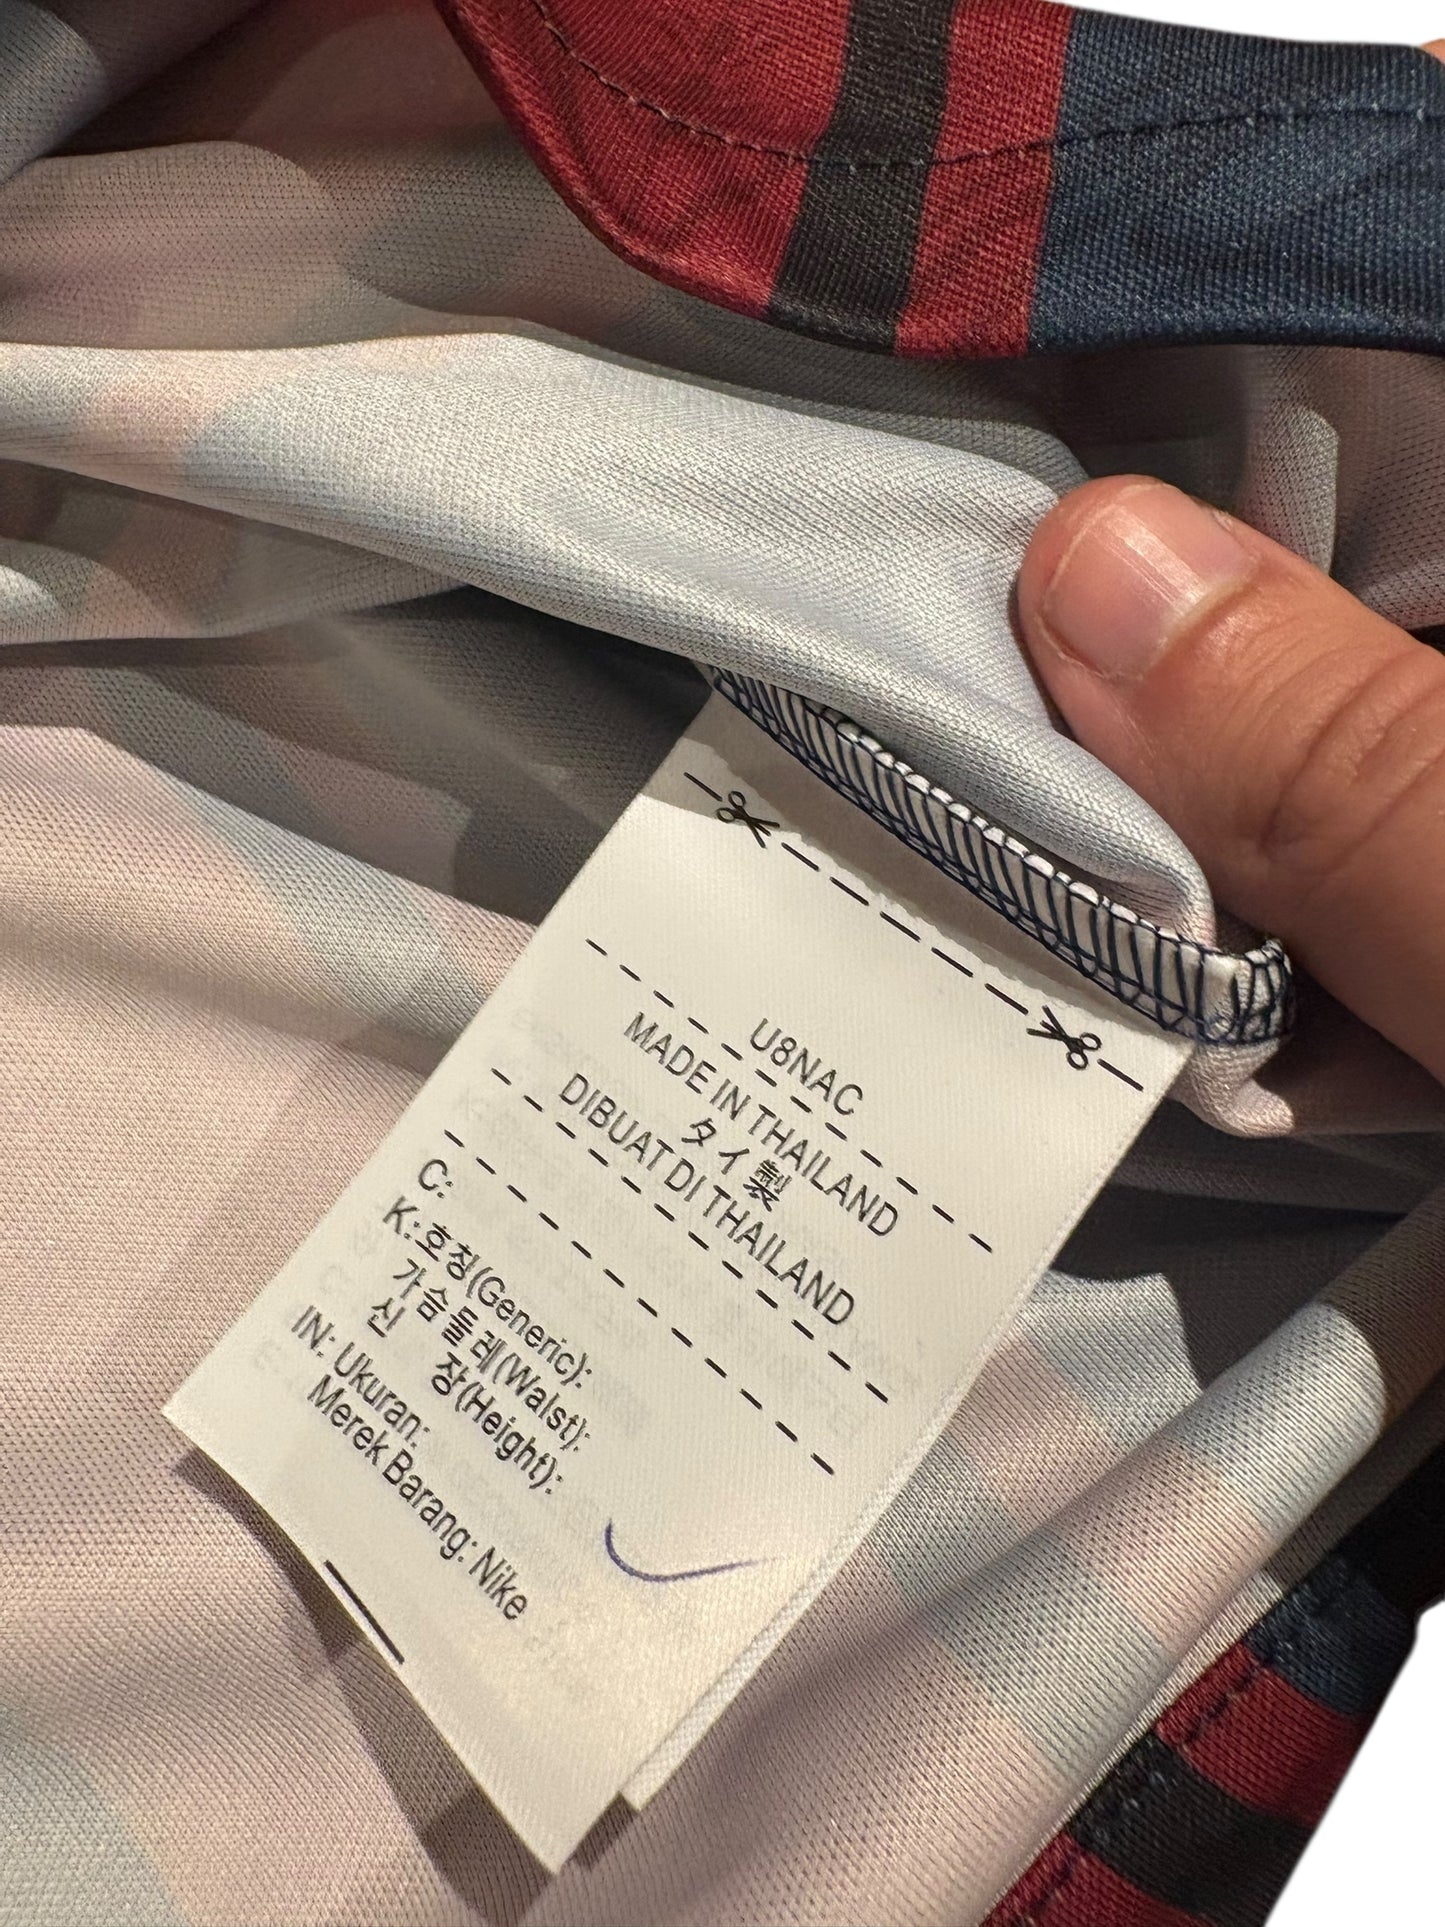 U8NAC
MADE IN THAILAND
タイ製
DIBUAT DI THAILAND
C:
K:호칭(Generic):
가슴둘레(Walst):
신 장(Height):
IN: Ukuran:
Merek Barang: Nike